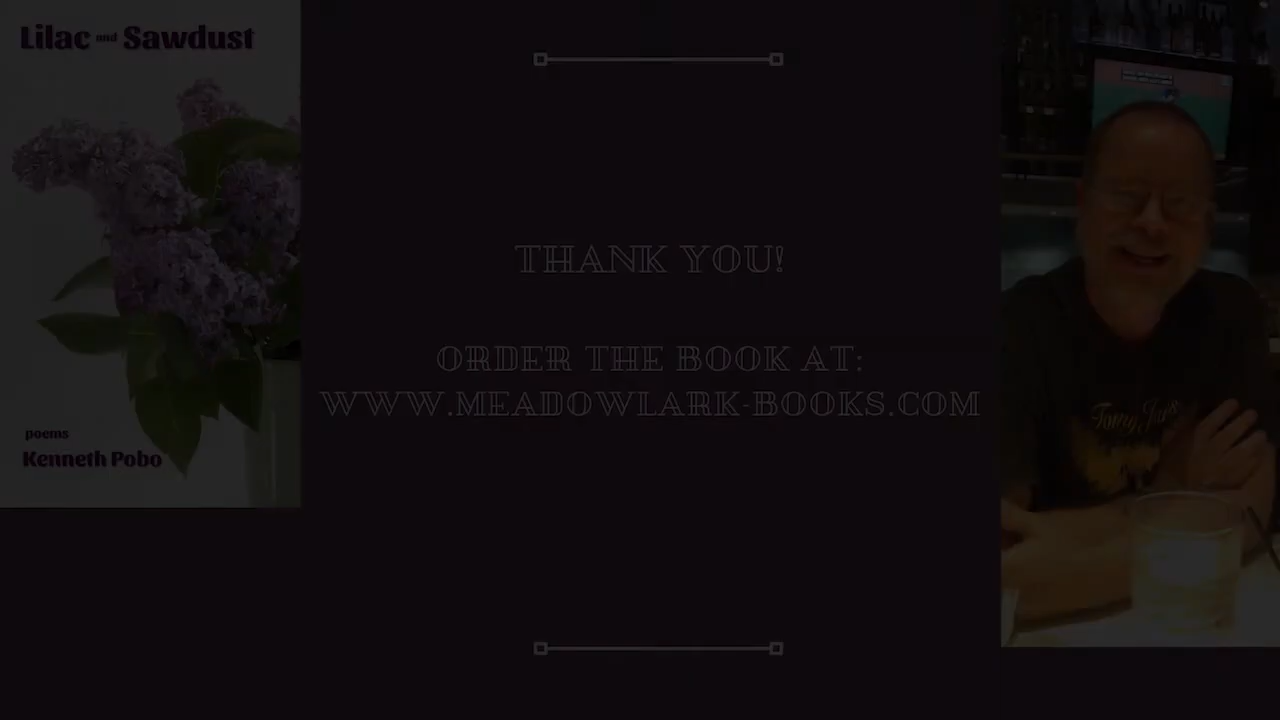 Lilac and Sawdust
poems
Kenneth Pobo
THANK YOU!
ORDER THE BOOK AT:
WWW.MEADOWLARK-BOOKS.COM